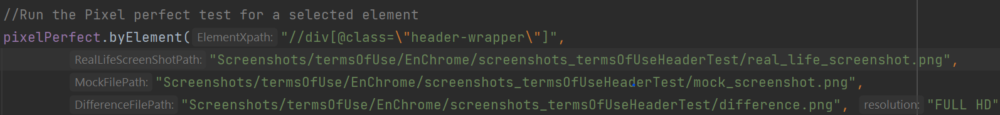 //Run the Pixel perfect test for a selected element
pixelPerfect.byElement( ElementXpath: "//div[@class=\"header-wrapper\"]",
RealLifeScreenShotPath: "Screenshots/termsOfUse/EnChrome/screenshots_termsOfUseHeaderTest/real_life_screenshot.png",
MockFilePath: "Screenshots/termsOfUse/EnChrome/screenshots_termsOfUseHeaderTest/mock_screenshot.png",
DifferenceFilePath: "Screenshots/termsOfUse/EnChrome/screenshots_termsOfUseHeaderTest/difference.png", resolution: "FULL HD"